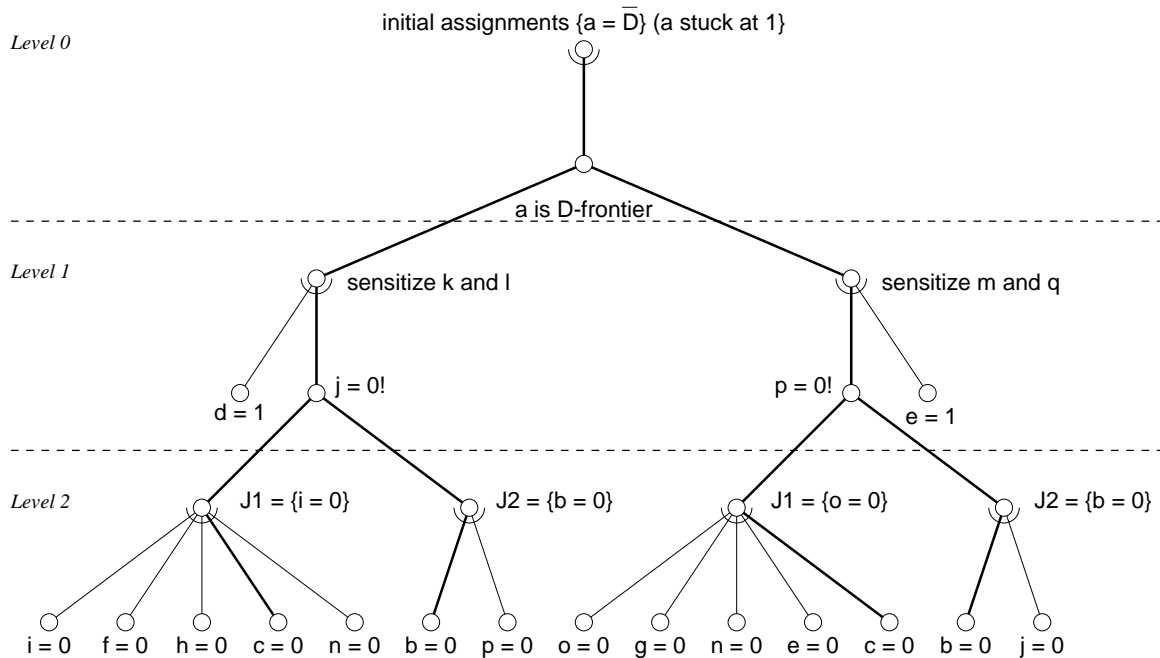 initial assignments {a = D̅} (a stuck at 1}
Level 0
a is D-frontier
Level 1
sensitize k and l
sensitize m and q
j = 0!
p = 0!
d = 1
e = 1
Level 2
J1 = {i = 0}
J2 = {b = 0}
J1 = {o = 0}
J2 = {b = 0}
i = 0 f = 0 h = 0 c = 0 n = 0 b = 0 p = 0 o = 0 g = 0 n = 0 e = 0 c = 0 b = 0 j = 0